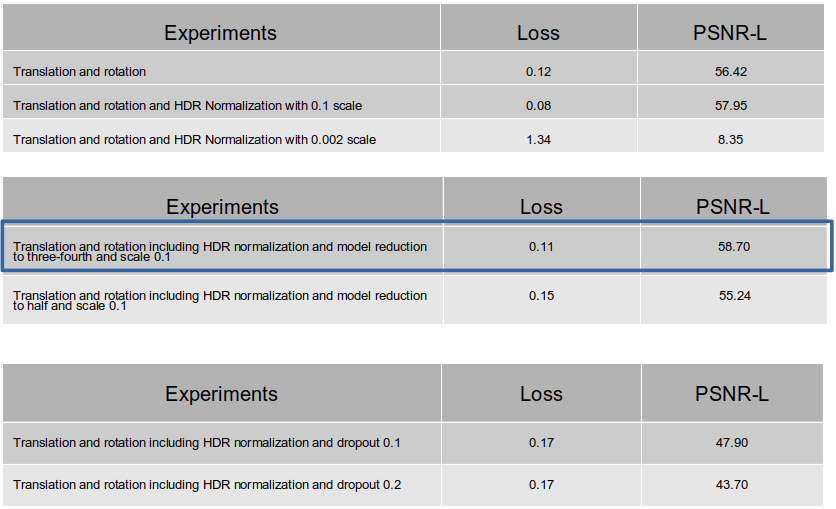 Experiments Loss PSNR-L
Translation and rotation 0.12 56.42
Translation and rotation and HDR Normalization with 0.1 scale 0.08 57.95
Translation and rotation and HDR Normalization with 0.002 scale 1.34 8.35
Experiments Loss PSNR-L
Translation and rotation including HDR normalization and model reduction 0.11 58.70
to three-fourth and scale 0.1
Translation and rotation including HDR normalization and model reduction 0.15 55.24
to half and scale 0.1
Experiments Loss PSNR-L
Translation and rotation including HDR normalization and dropout 0.1 0.17 47.90
Translation and rotation including HDR normalization and dropout 0.2 0.17 43.70